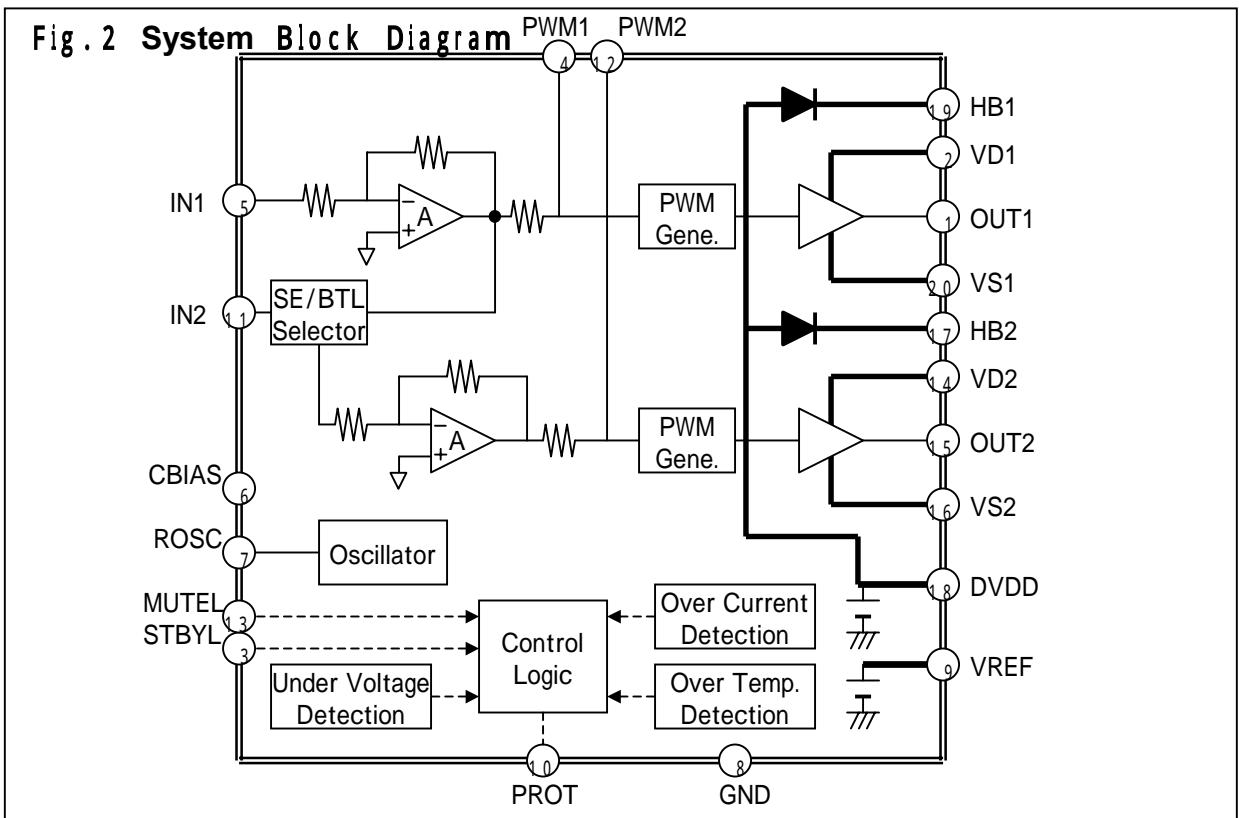 Fig.2 System Block Diagram
PWM1
PWM2
4
12
19
HB1
2
VD1
IN1
5
A
PWM
Gene.
1
OUT1
20
VS1
IN2
11
SE/BTL
Selector
17
HB2
14
VD2
A
PWM
Gene.
15
OUT2
CBIAS
6
16
VS2
ROSC
7
Oscillator
18
DVDD
MUTEL
13
STBYL
3
Control
Logic
Over Current
Detection
9
VREF
Under Voltage
Detection
Over Temp.
Detection
10
8
PROT
GND